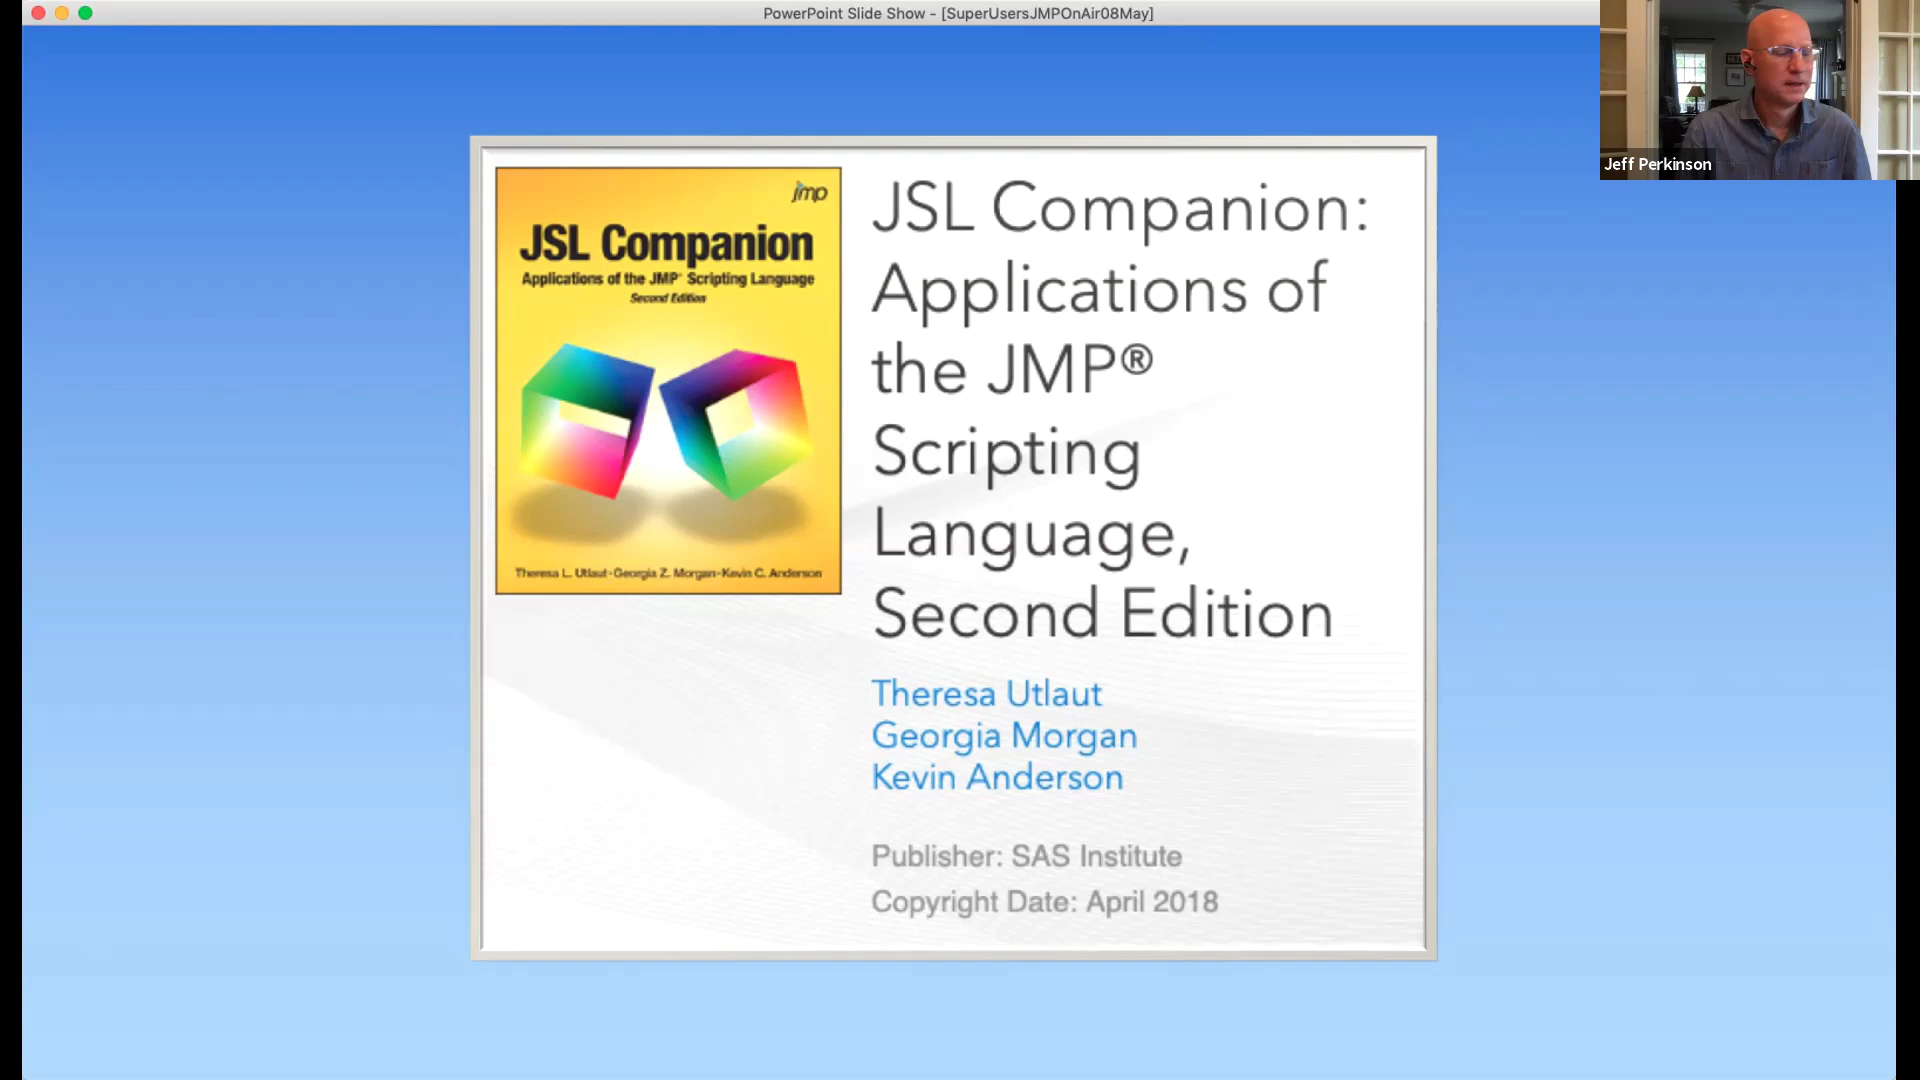 PowerPoint Slide Show - [SuperUsersJMPOnAir08May]
Jeff Perkinson
jmp
JSL Companion
Applications of the JMP® Scripting Language
Second Edition
Theresa L. Utlaut·Georgia Z. Morgan·Kevin C. Anderson
JSL Companion:
Applications of
the JMP®
Scripting
Language,
Second Edition
Theresa Utlaut
Georgia Morgan
Kevin Anderson
Publisher: SAS Institute
Copyright Date: April 2018